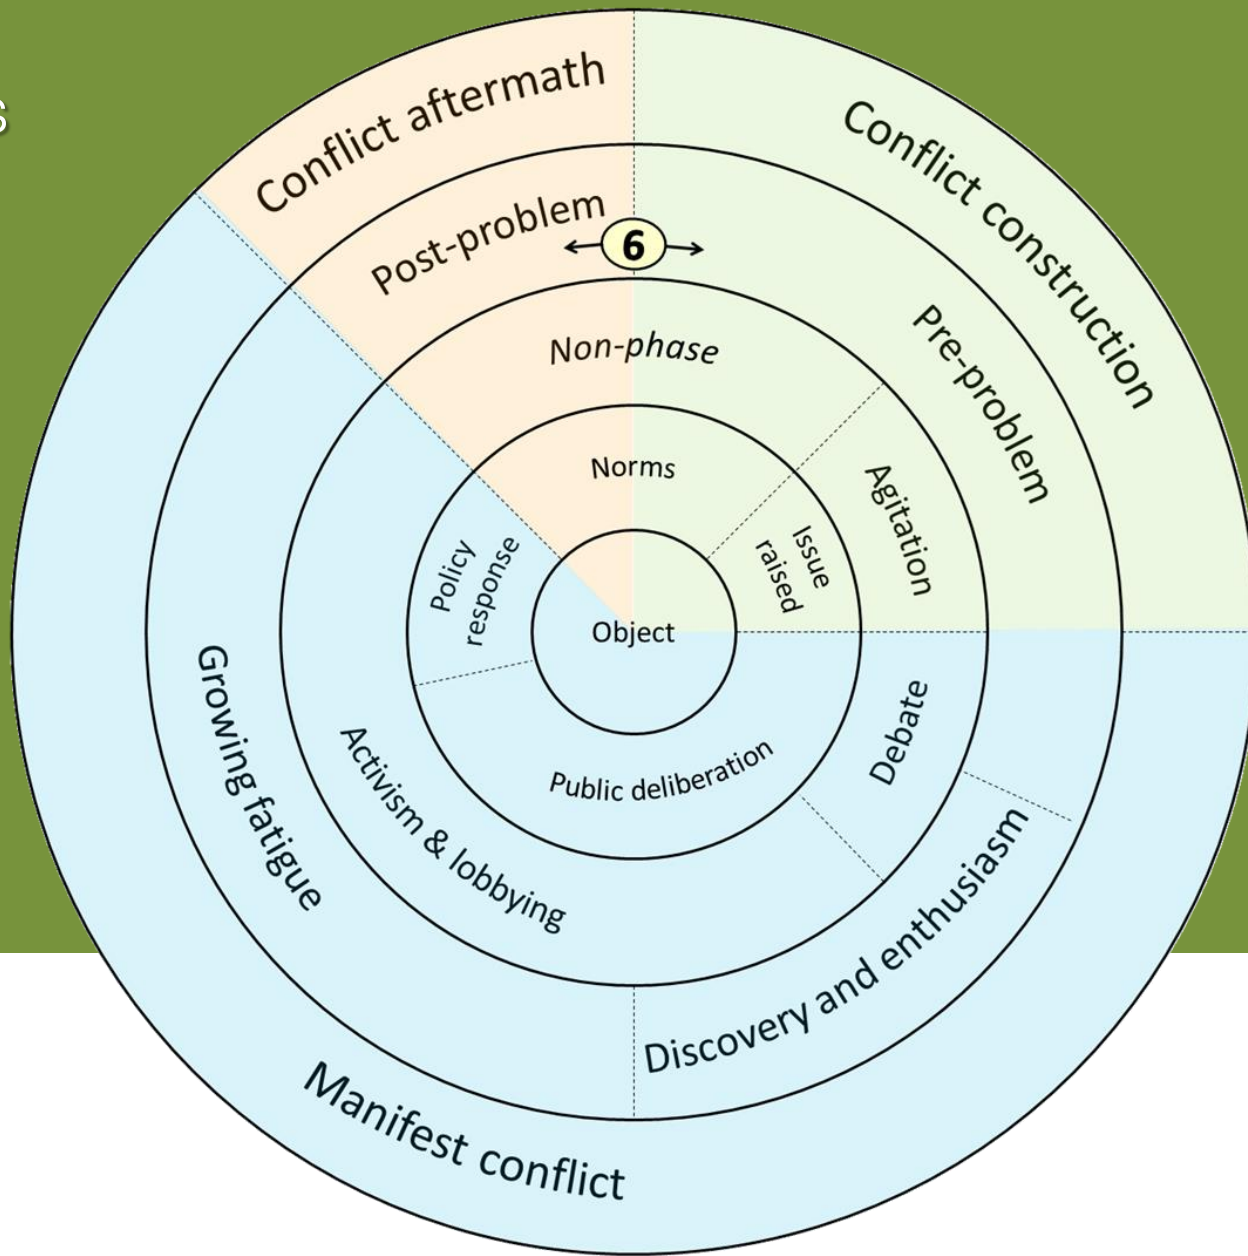 s
Conflict aftermath
Conflict construction
Post-problem
6
Pre-problem
Non-phase
Norms
Agitation
Issue
raised
Policy
response
Object
Debate
Public deliberation
Growing fatigue
Activism & lobbying
Discovery and enthusiasm
Manifest conflict